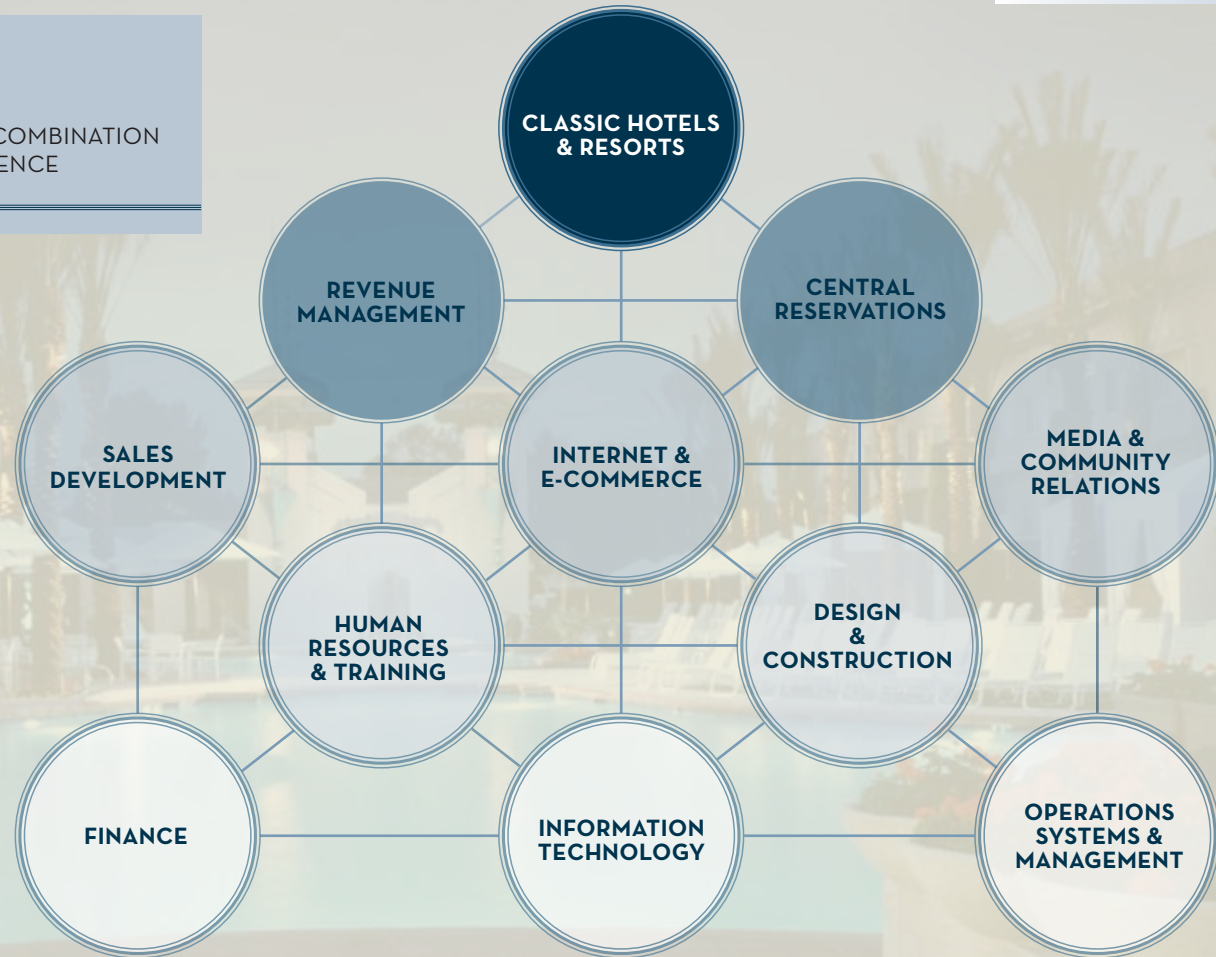 COMBINATION
ENCE
CLASSIC HOTELS
& RESORTS
REVENUE
MANAGEMENT
CENTRAL
RESERVATIONS
SALES
DEVELOPMENT
INTERNET &
E-COMMERCE
MEDIA &
COMMUNITY
RELATIONS
HUMAN
RESOURCES
& TRAINING
DESIGN
&
CONSTRUCTION
FINANCE
INFORMATION
TECHNOLOGY
OPERATIONS
SYSTEMS &
MANAGEMENT